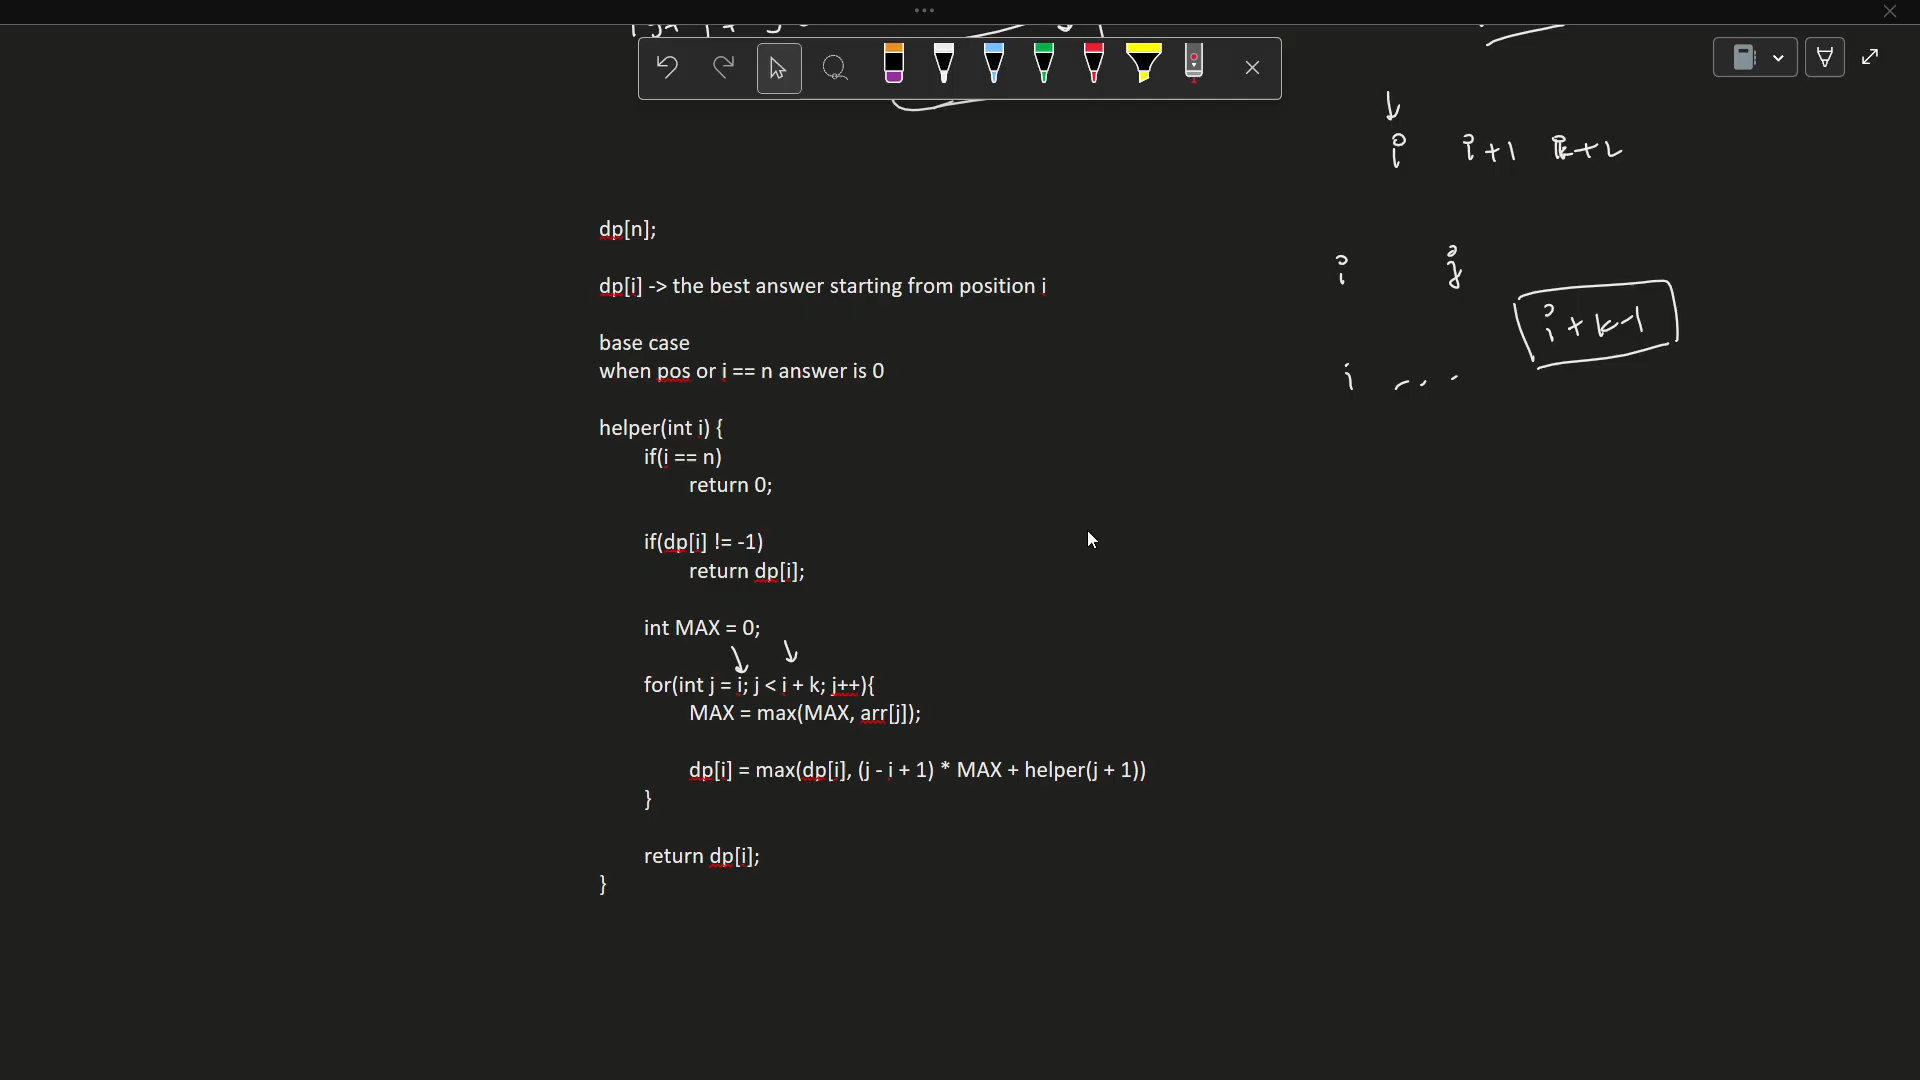 i i+1 +2
dp[n];
dp[i] -> the best answer starting from position i
i j
i+k-1
base case
when pos or i == n answer is 0
i ...
helper(int i) {
if(i == n)
return 0;
if(dp[i] != -1)
return dp[i];
int MAX = 0;
for(int j = i; j < i + k; j++){
MAX = max(MAX, arr[j]);
dp[i] = max(dp[i], (j - i + 1) * MAX + helper(j + 1))
}
return dp[i];
}